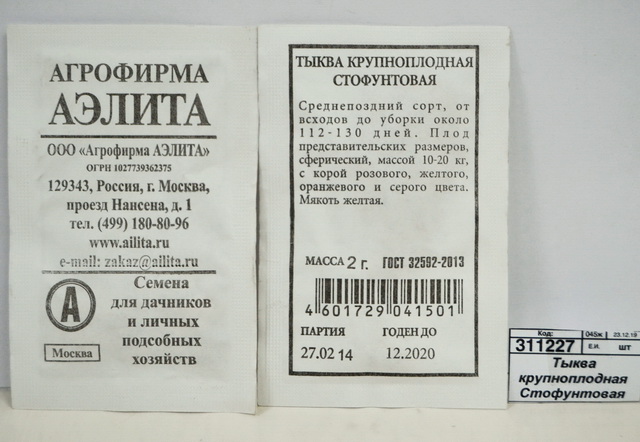 АГРОФИРМА
АЭЛИТА
ООО «Агрофирма АЭЛИТА»
ОГРН 1027739362375
129343, Россия, г. Москва,
проезд Нансена, д. 1
тел. (499) 180-80-96
www.ailita.ru
e-mail: zakaz@ailita.ru
А
Семена
для дачников
и личных
подсобных
хозяйств
Москва
ТЫКВА КРУПНОПЛОДНАЯ
СТОФУНТОВАЯ
Среднепоздний сорт, от
всходов до уборки около
112-130 дней. Плод
представительских размеров,
сферический, массой 10-20 кг,
с корой розового, желтого,
оранжевого и серого цвета.
Мякоть желтая.
МАССА 2 г. ГОСТ 32592-2013
4 601729 041501
ПАРТИЯ ГОДЕН ДО
27.02 14 12.2020
Код: 04Sж 23.12.19
311227 Е.И. шт
Тыква
крупноплодная
Стофунтовая